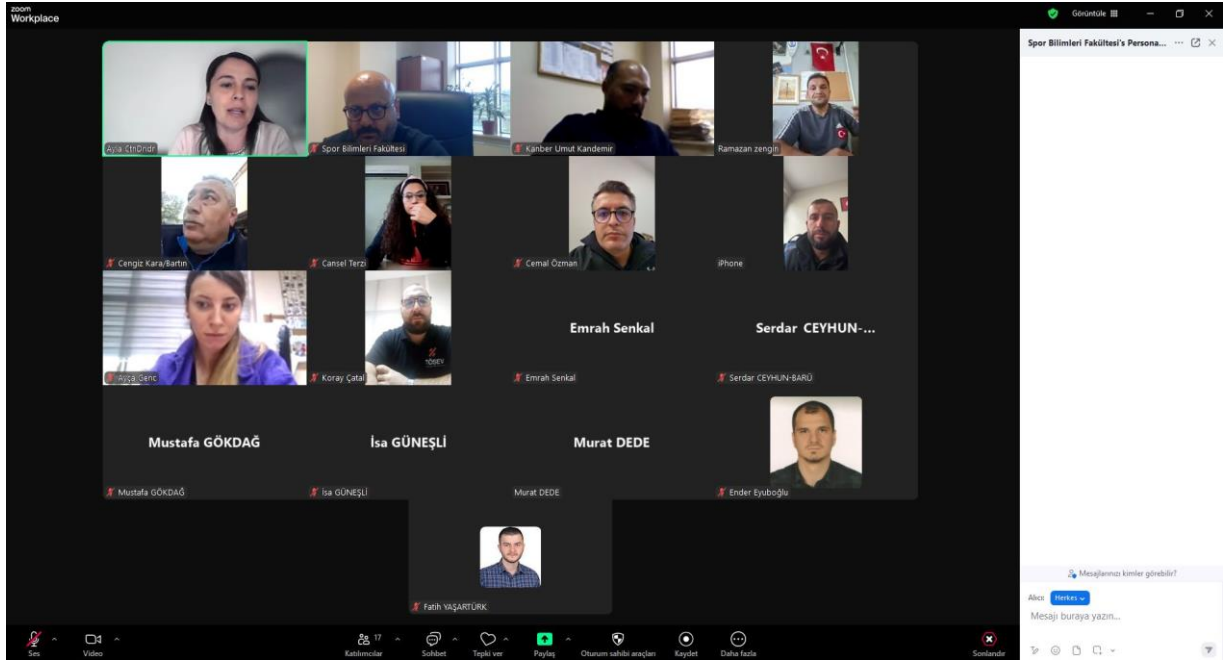 zoom
Workplace
Görüntüle
Spor Bilimleri Fakültesi's Persona...
Ayla CtnDndr
Spor Bilimleri Fakültesi
Kanber Umut Kandemir
Ramazan zengin
Cengiz Kara/Bartın
Cansel Terzi
Cemal Özman
iPhone
TÖSEV
Ayça Genç
Koray Çatal
Emrah Senkal
Emrah Senkal
Serdar CEYHUN-...
Serdar CEYHUN-BARÜ
Mustafa GÖKDAĞ
Mustafa GÖKDAĞ
İsa GÜNEŞLİ
İsa GÜNEŞLİ
Murat DEDE
Murat DEDE
Ender Eyuboğlu
Fatih YAŞARTÜRK
Mesajlarınızı kimler görebilir?
Alıcı: Herkes
Mesajı buraya yazın...
Ses
Video
17
Katılımcılar
Sohbet
Tepki ver
Paylaş
Oturum sahibi araçları
Kaydet
Daha fazla
Sonlandır